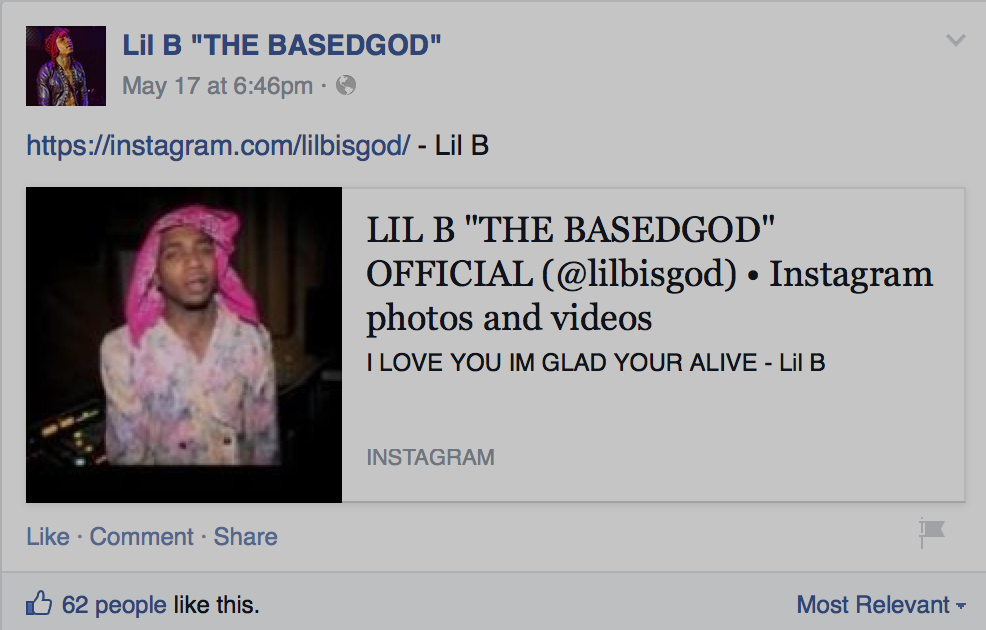 Lil B "THE BASEDGOD"
May 17 at 6:46pm ·
https://instagram.com/lilbisgod/ - Lil B
LIL B "THE BASEDGOD"
OFFICIAL (@lilbisgod) • Instagram
photos and videos
I LOVE YOU IM GLAD YOUR ALIVE - Lil B
INSTAGRAM
Like · Comment · Share
62 people like this.
Most Relevant